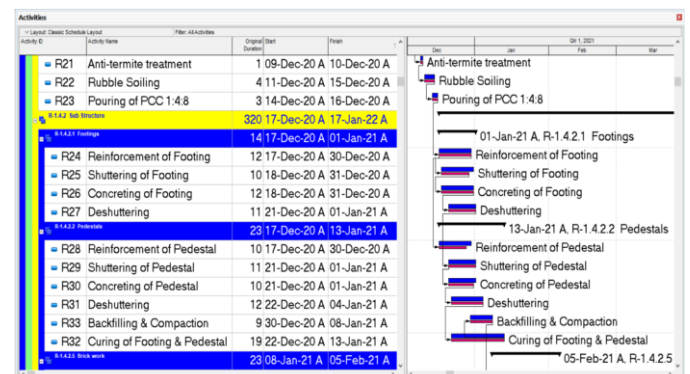 Activities
Layout: Classic Schedule Layout Filter: All Activities
Activity ID Activity Name Original Duration Start Finish Qtr 1, 2021
Dec Jan Feb Mar
R21 Anti-termite treatment 1 09-Dec-20 A 10-Dec-20 A Anti-termite treatment
R22 Rubble Soiling 4 11-Dec-20 A 15-Dec-20 A Rubble Soiling
R23 Pouring of PCC 1:4:8 3 14-Dec-20 A 16-Dec-20 A Pouring of PCC 1:4:8
R-1.4.2 Sub Structure 320 17-Dec-20 A 17-Jan-22 A
R-1.4.2.1 Footings 14 17-Dec-20 A 01-Jan-21 A 01-Jan-21 A, R-1.4.2.1 Footings
R24 Reinforcement of Footing 12 17-Dec-20 A 30-Dec-20 A Reinforcement of Footing
R25 Shuttering of Footing 10 18-Dec-20 A 31-Dec-20 A Shuttering of Footing
R26 Concreting of Footing 12 18-Dec-20 A 31-Dec-20 A Concreting of Footing
R27 Deshuttering 11 21-Dec-20 A 01-Jan-21 A Deshuttering
R-1.4.2.2 Pedestals 23 17-Dec-20 A 13-Jan-21 A 13-Jan-21 A, R-1.4.2.2 Pedestals
R28 Reinforcement of Pedestal 10 17-Dec-20 A 30-Dec-20 A Reinforcement of Pedestal
R29 Shuttering of Pedestal 11 21-Dec-20 A 01-Jan-21 A Shuttering of Pedestal
R30 Concreting of Pedestal 10 21-Dec-20 A 01-Jan-21 A Concreting of Pedestal
R31 Deshuttering 12 22-Dec-20 A 04-Jan-21 A Deshuttering
R33 Backfilling & Compaction 9 30-Dec-20 A 08-Jan-21 A Backfilling & Compaction
R32 Curing of Footing & Pedestal 19 22-Dec-20 A 13-Jan-21 A Curing of Footing & Pedestal
R-1.4.2.5 Brick work 23 08-Jan-21 A 05-Feb-21 A 05-Feb-21 A, R-1.4.2.5